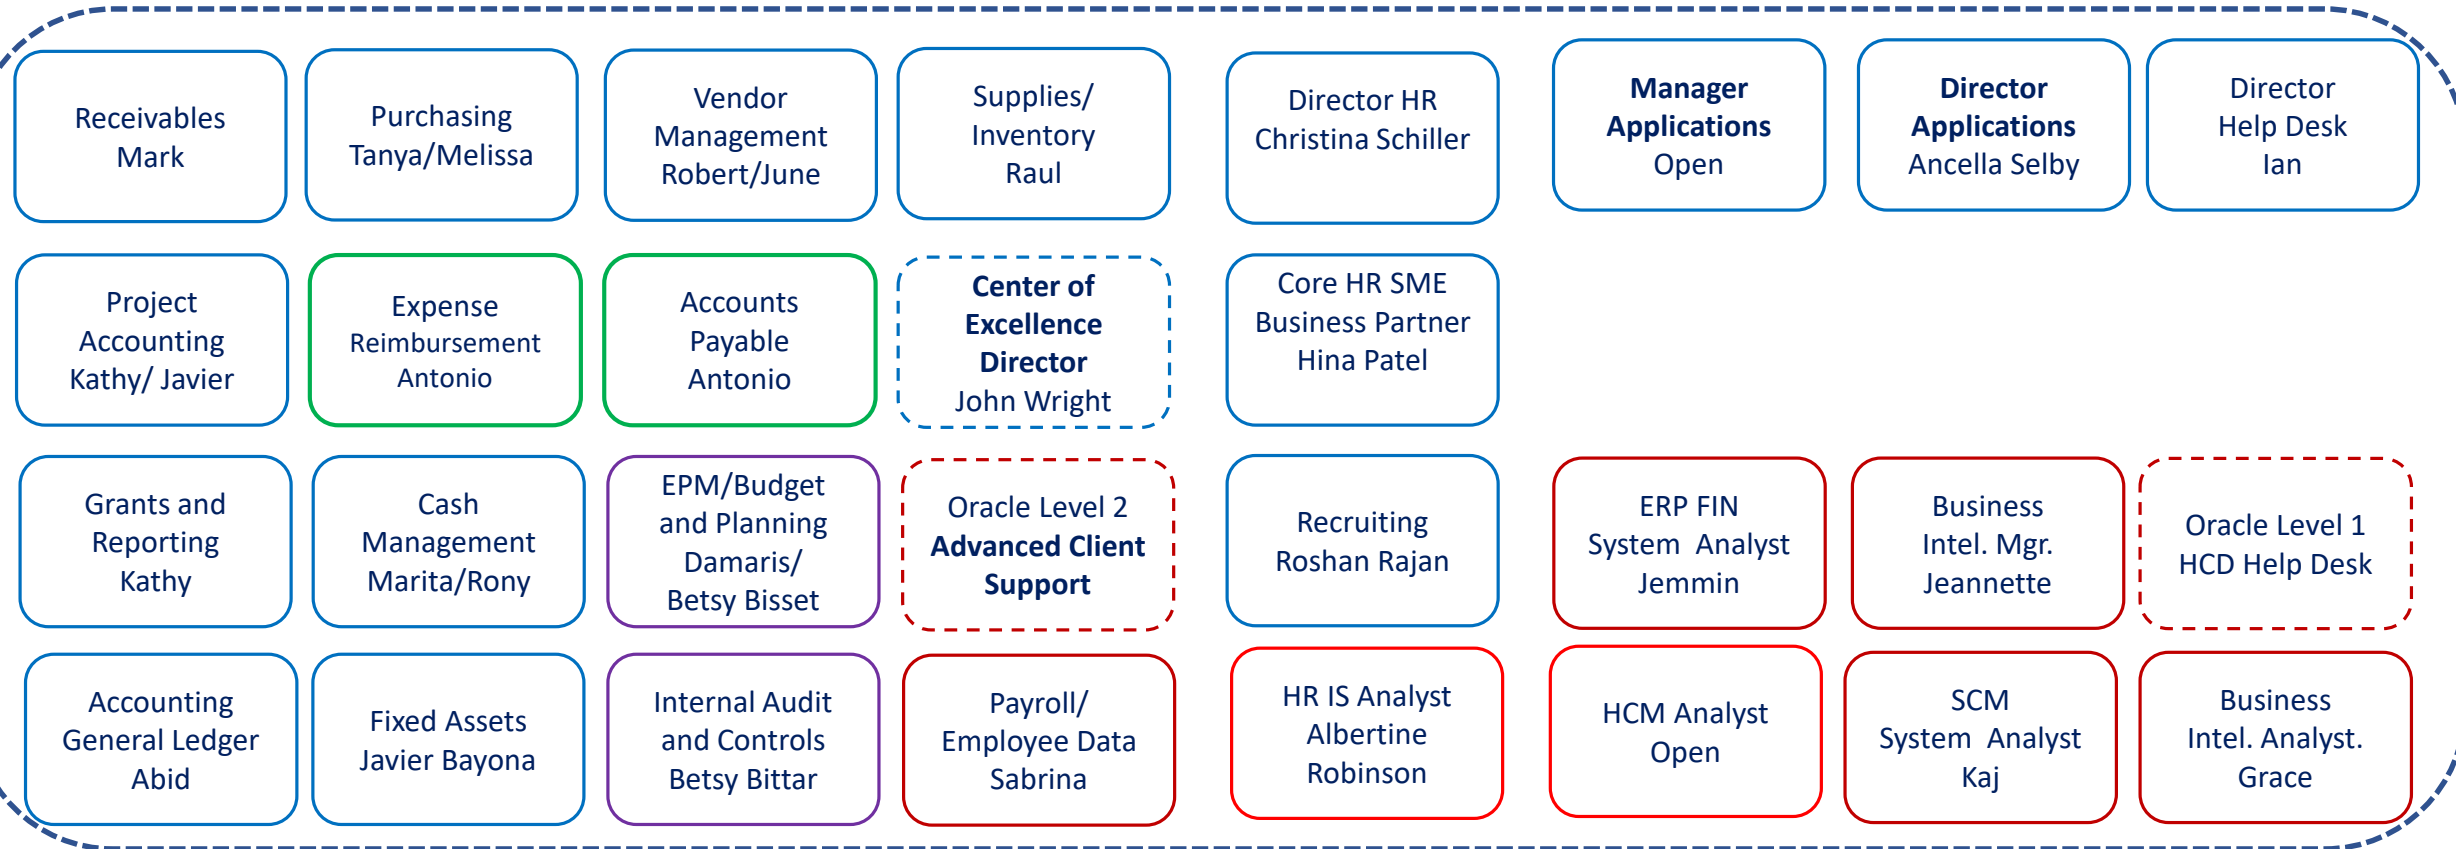 Receivables
Mark
Purchasing
Tanya/Melissa
Vendor
Management
Robert/June
Supplies/
Inventory
Raul
Director HR
Christina Schiller
Manager
Applications
Open
Director
Applications
Ancella Selby
Director
Help Desk
Ian
Project
Accounting
Kathy/ Javier
Expense
Reimbursement
Antonio
Accounts
Payable
Antonio
Center of
Excellence
Director
John Wright
Core HR SME
Business Partner
Hina Patel
Grants and
Reporting
Kathy
Cash
Management
Marita/Rony
EPM/Budget
and Planning
Damaris/
Betsy Bisset
Oracle Level 2
Advanced Client
Support
Recruiting
Roshan Rajan
ERP FIN
System  Analyst
Jemmin
Business
Intel. Mgr.
Jeannette
Oracle Level 1
HCD Help Desk
Accounting
General Ledger
Abid
Fixed Assets
Javier Bayona
Internal Audit
and Controls
Betsy Bittar
Payroll/
Employee Data
Sabrina
HR IS Analyst
Albertine
Robinson
HCM Analyst
Open
SCM
System  Analyst
Kaj
Business
Intel. Analyst.
Grace